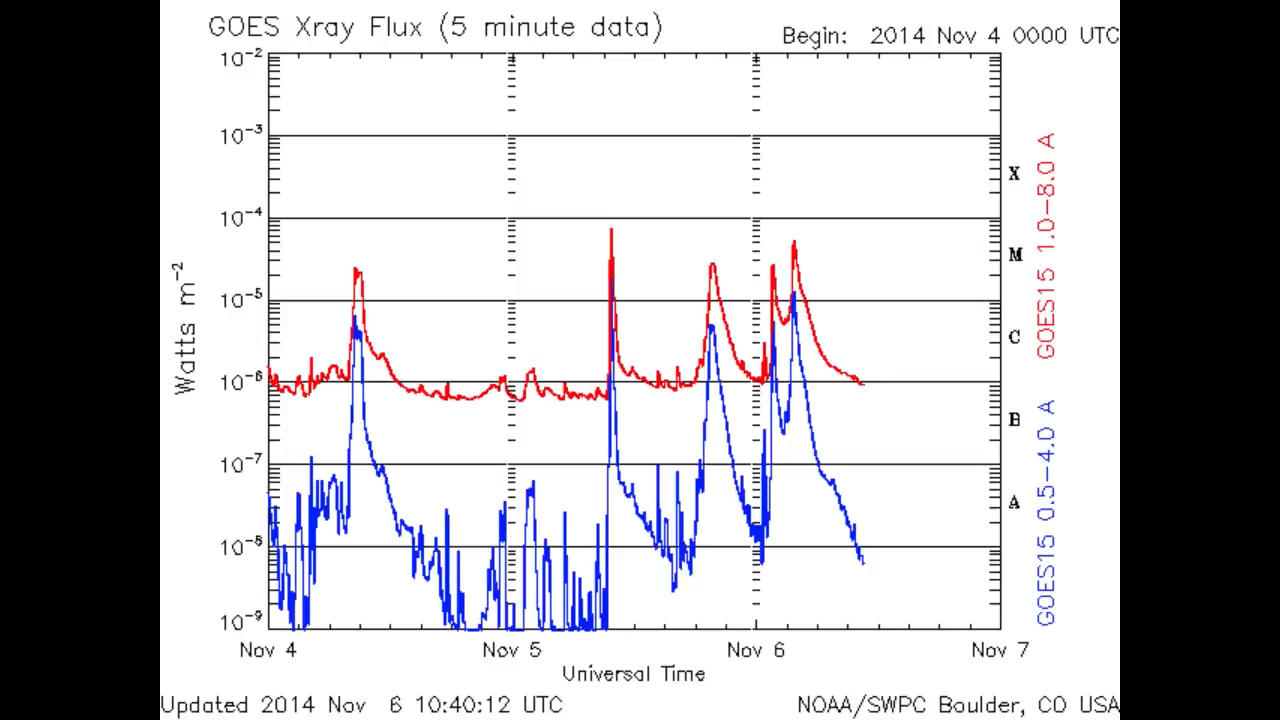 GOES Xray Flux (5 minute data)
Begin: 2014 Nov 4 0000 UTC
10⁻²
10⁻³
10⁻⁴
10⁻⁵
10⁻⁶
10⁻⁷
10⁻⁸
10⁻⁹
Watts m⁻²
X
M
C
B
A
GOES15 1.0−8.0 A
GOES15 0.5−4.0 A
Nov 4
Nov 5
Nov 6
Nov 7
Universal Time
Updated 2014 Nov 6 10:40:12 UTC
NOAA/SWPC Boulder, CO USA